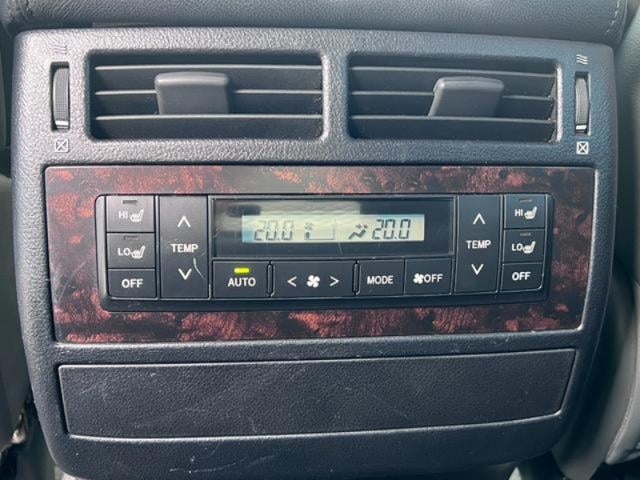 HI TEMP 20.0 20.0 TEMP HI
LO LO
OFF AUTO < > MODE OFF OFF